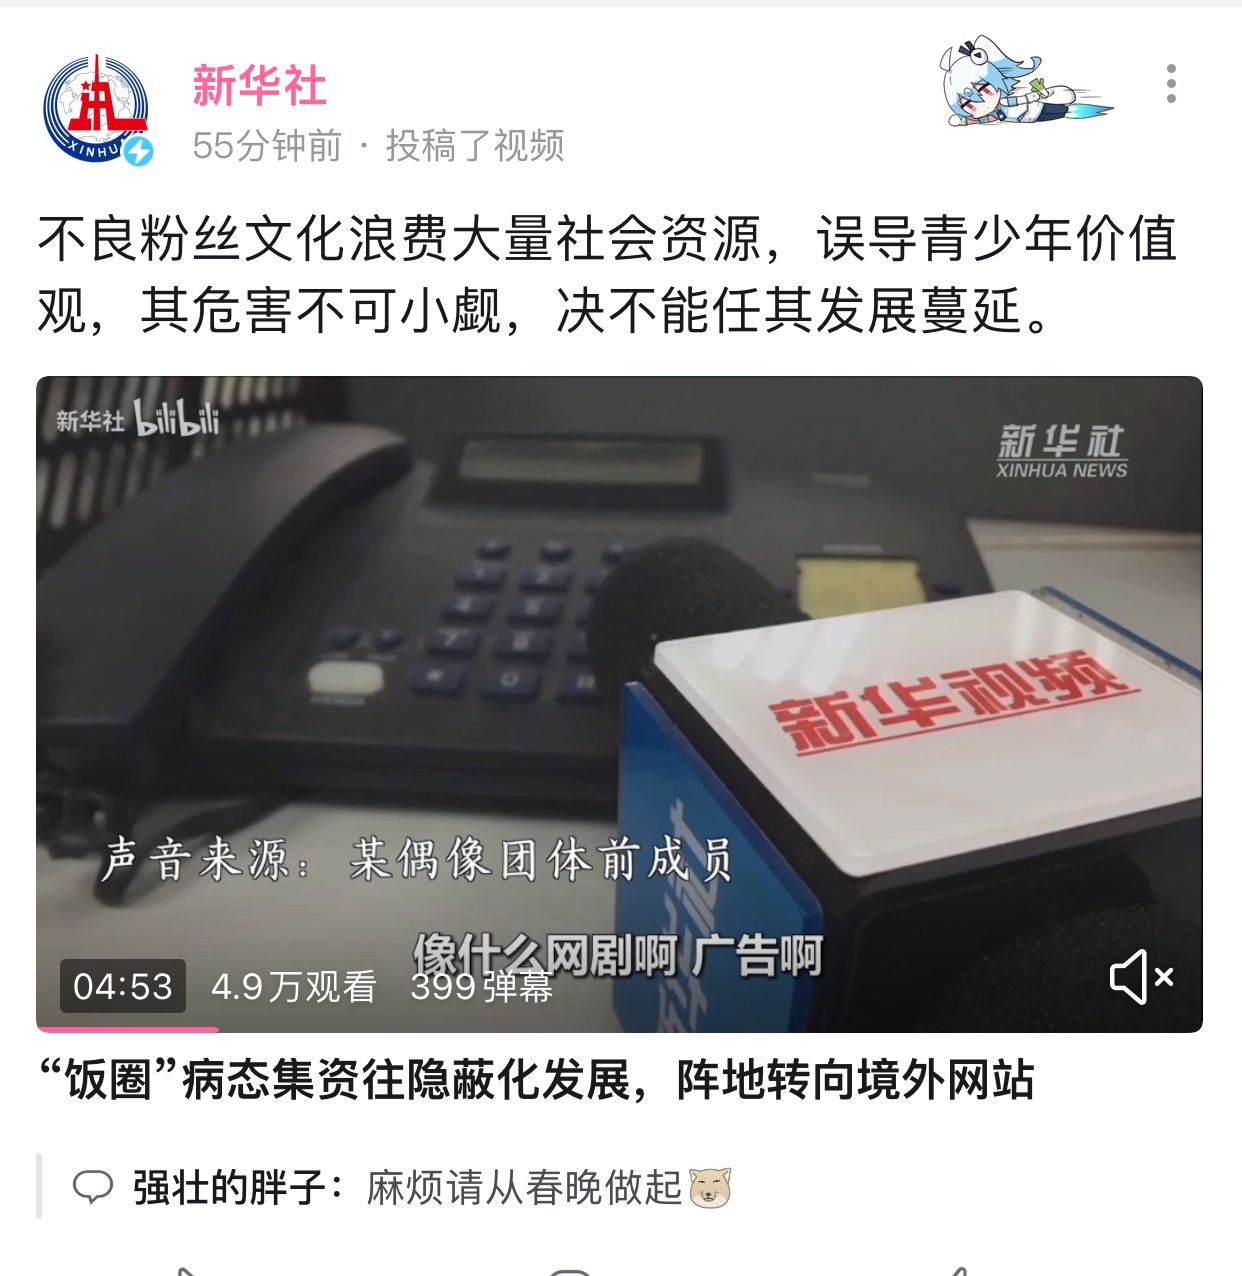 新华社
XINHU
55分钟前 · 投稿了视频
不良粉丝文化浪费大量社会资源，误导青少年价值
观，其危害不可小觑，决不能任其发展蔓延。
新华社 bilibili
新华社
XINHUA NEWS
新华视频
声音来源：某偶像团体前成员
像什么网剧啊 广告啊
04:53 4.9万观看 399弹幕
“饭圈”病态集资往隐蔽化发展，阵地转向境外网站
强壮的胖子：麻烦请从春晚做起